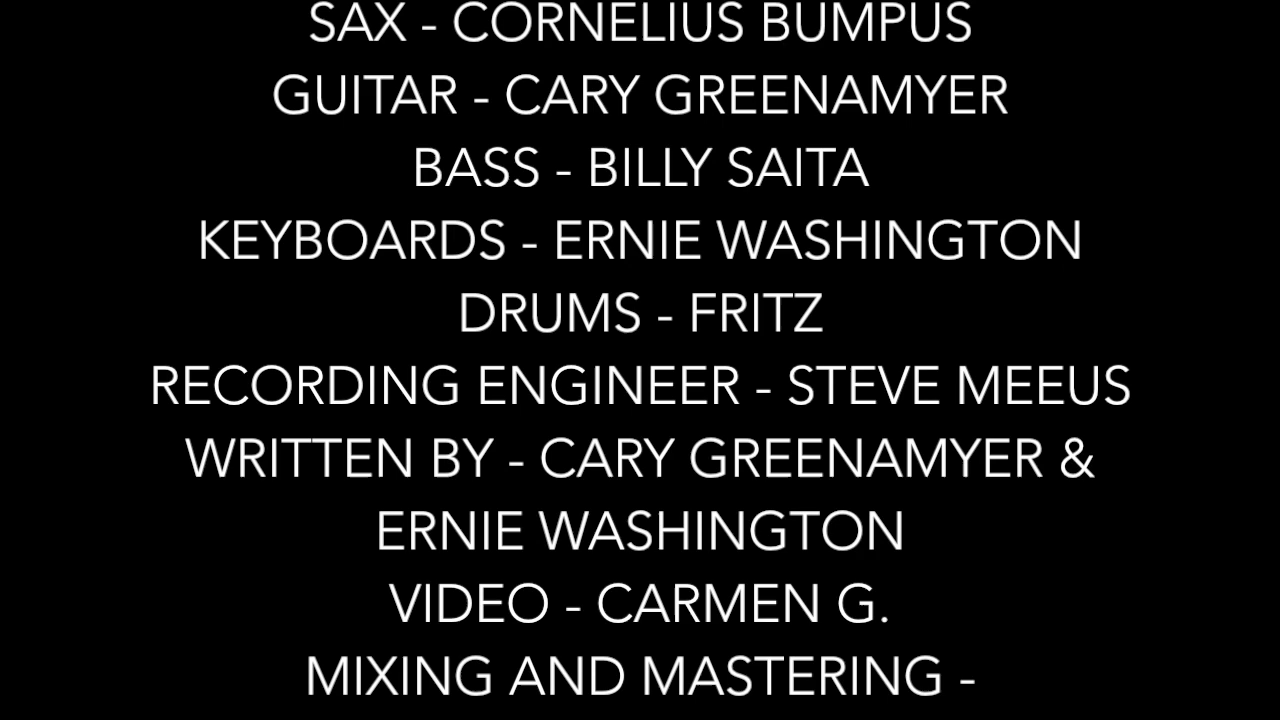 SAX - CORNELIUS BUMPUS
GUITAR - CARY GREENAMYER
BASS - BILLY SAITA
KEYBOARDS - ERNIE WASHINGTON
DRUMS - FRITZ
RECORDING ENGINEER - STEVE MEEUS
WRITTEN BY - CARY GREENAMYER &
ERNIE WASHINGTON
VIDEO - CARMEN G.
MIXING AND MASTERING -